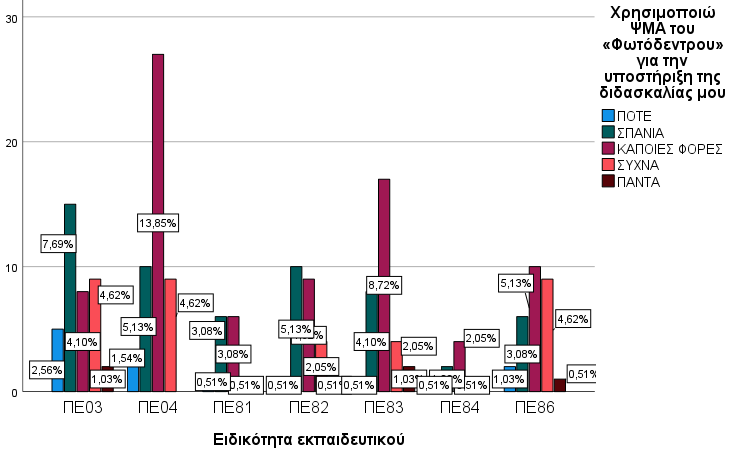 Χρησιμοποιώ
ΨΜΑ του
«Φωτόδεντρου»
για την
υποστήριξη της
διδασκαλίας μου
ΠΟΤΕ
ΣΠΑΝΙΑ
ΚΑΠΟΙΕΣ ΦΟΡΕΣ
ΣΥΧΝΑ
ΠΑΝΤΑ
30
20
10
0
2,56%
7,69%
4,10%
4,62%
1,03%
1,54%
5,13%
13,85%
4,62%
3,08%
3,08%
0,51%
0,51%
0,51%
5,13%
2,05%
0,51%
0,51%
4,10%
8,72%
2,05%
0,51%
2,05%
0,51%
1,03%
3,08%
5,13%
4,62%
0,51%
ΠΕ03 ΠΕ04 ΠΕ81 ΠΕ82 ΠΕ83 ΠΕ84 ΠΕ86
Ειδικότητα εκπαιδευτικού